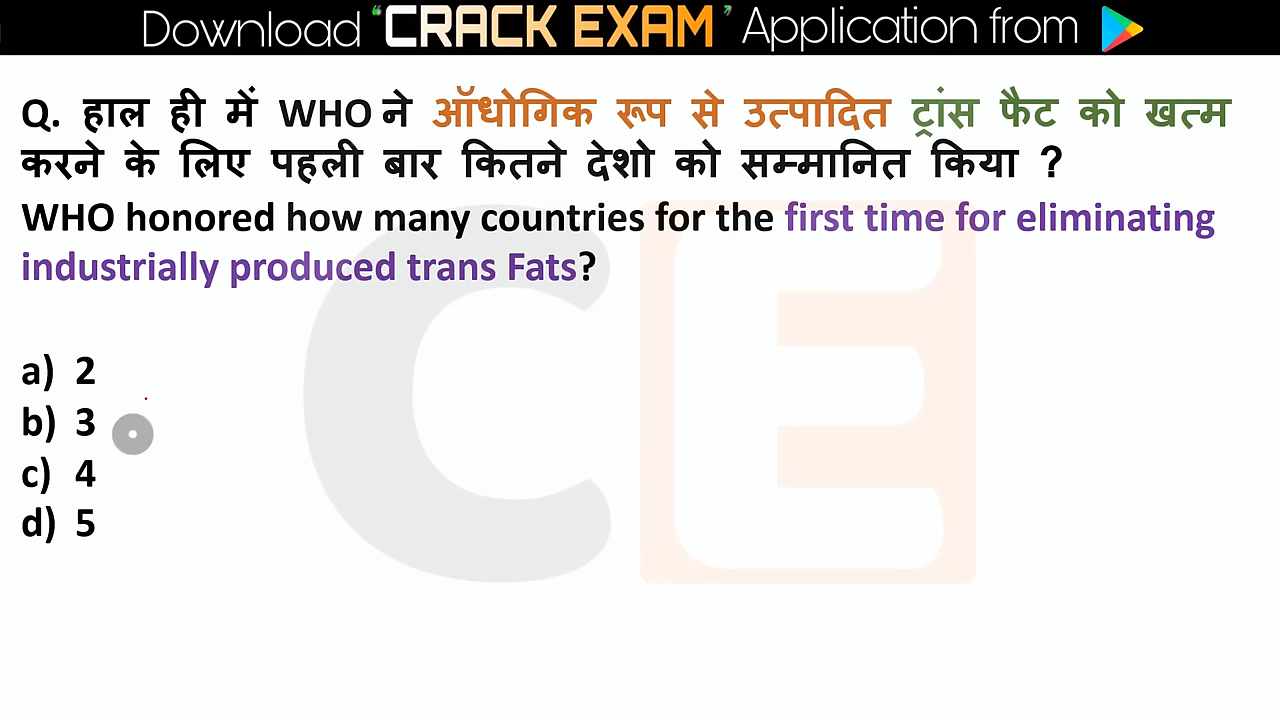 Download “CRACK EXAM” Application from
Q. हाल ही में WHO ने ऑधोगिक रूप से उत्पादित ट्रांस फैट को खत्म
करने के लिए पहली बार कितने देशो को सम्मानित किया ?
WHO honored how many countries for the first time for eliminating
industrially produced trans Fats?
a) 2
b) 3
c) 4
d) 5
CE